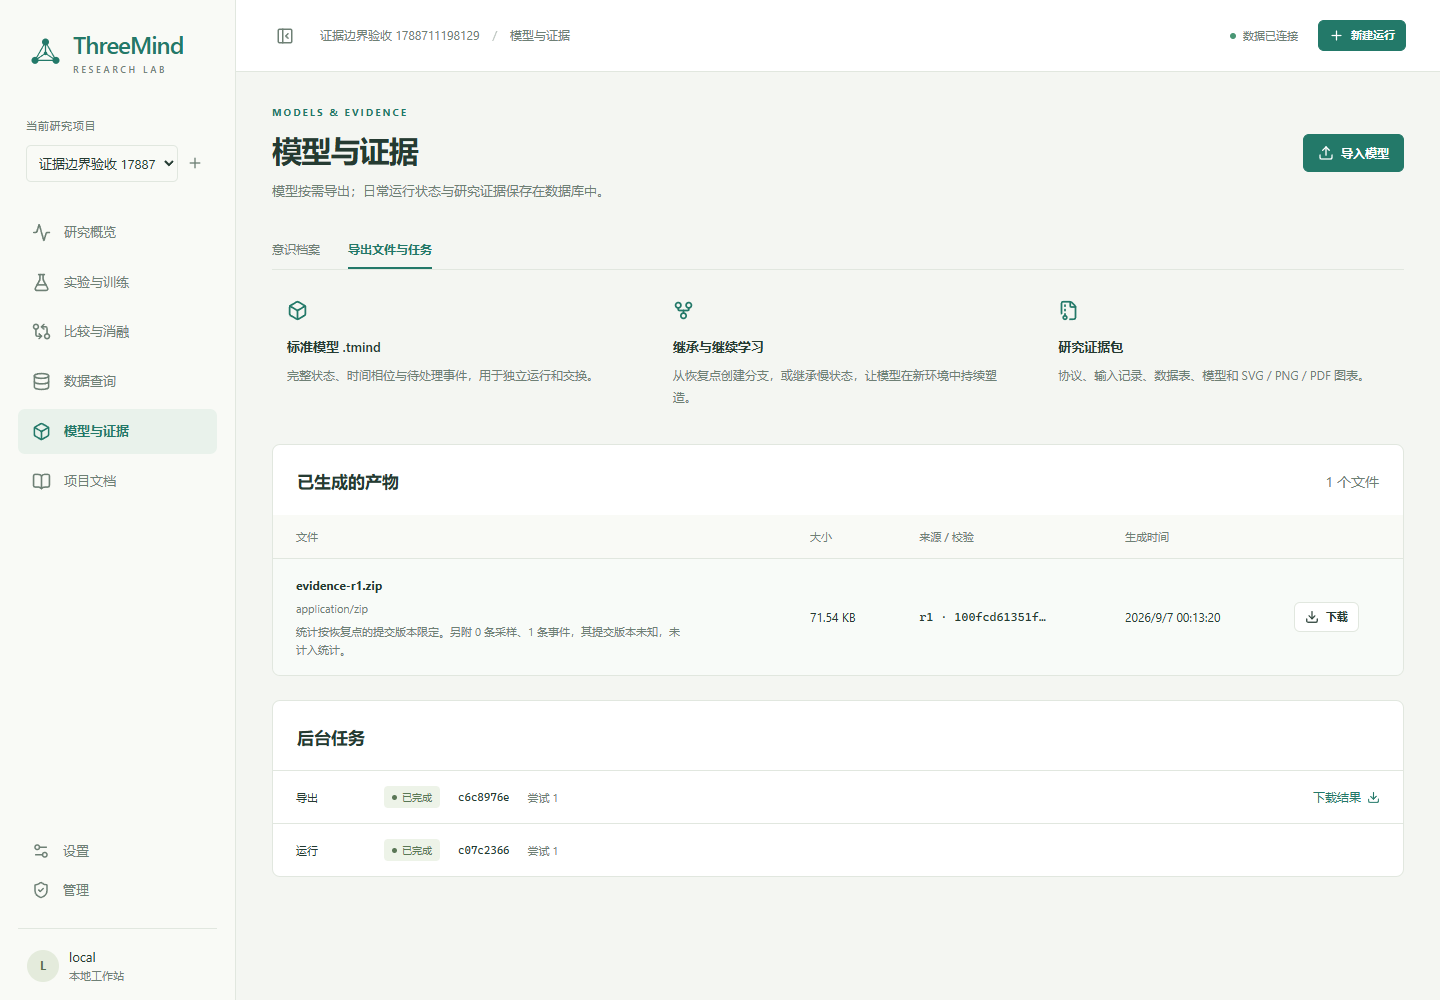 ThreeMind
RESEARCH LAB
当前研究项目
证据边界验收 17887
研究概览
实验与训练
比较与消融
数据查询
模型与证据
项目文档
设置
管理
L
local
本地工作站
证据边界验收 1788711198129 / 模型与证据
数据已连接
新建运行
MODELS & EVIDENCE
模型与证据
模型按需导出；日常运行状态与研究证据保存在数据库中。
导入模型
意识档案
导出文件与任务
标准模型 .tmind
完整状态、时间相位与待处理事件，用于独立运行和交换。
继承与继续学习
从恢复点创建分支，或继承慢状态，让模型在新环境中持续塑
造。
研究证据包
协议、输入记录、数据表、模型和 SVG / PNG / PDF 图表。
已生成的产物
1 个文件
文件 大小 来源 / 校验 生成时间
evidence-r1.zip
application/zip
统计按恢复点的提交版本限定。另附 0 条采样、1 条事件，其提交版本未知，未
计入统计。
71.54 KB
r1 · 100fcd61351f…
2026/9/7 00:13:20
下载
后台任务
导出 已完成 c6c8976e 尝试 1 下载结果
运行 已完成 c07c2366 尝试 1